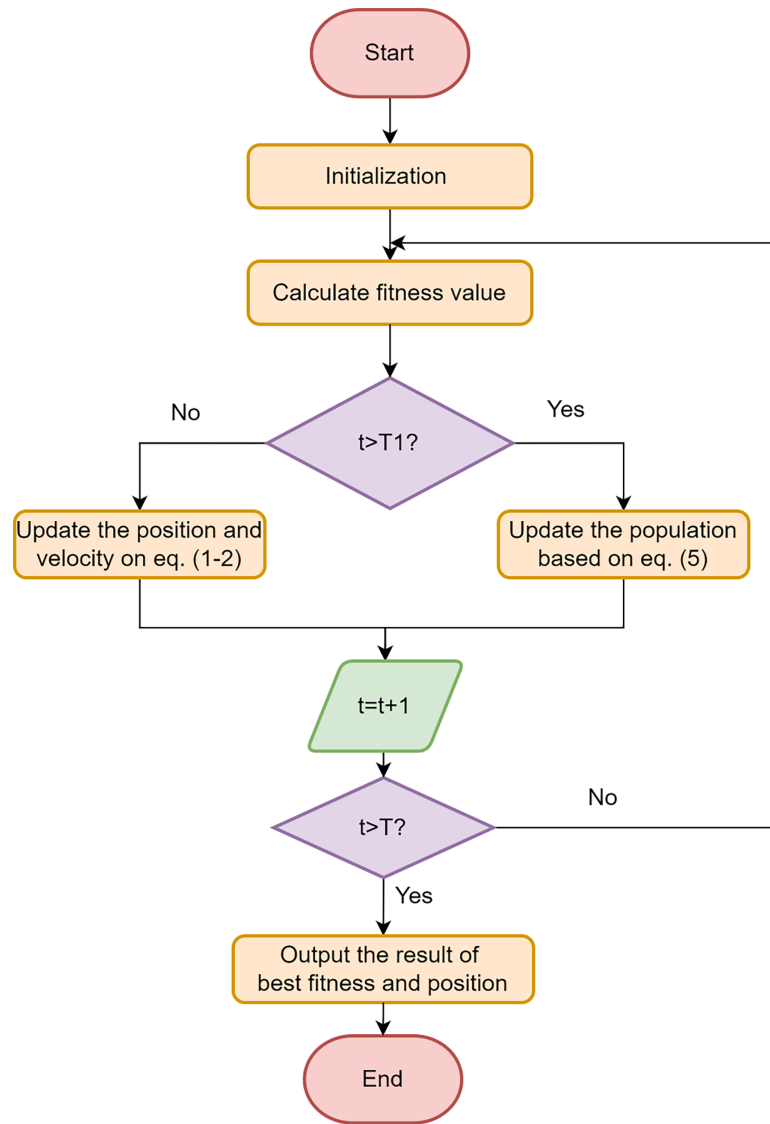 Start
Initialization
Calculate fitness value
t>T1?
No
Yes
Update the position and
velocity on eq. (1-2)
Update the population
based on eq. (5)
t=t+1
t>T?
No
Yes
Output the result of
best fitness and position
End